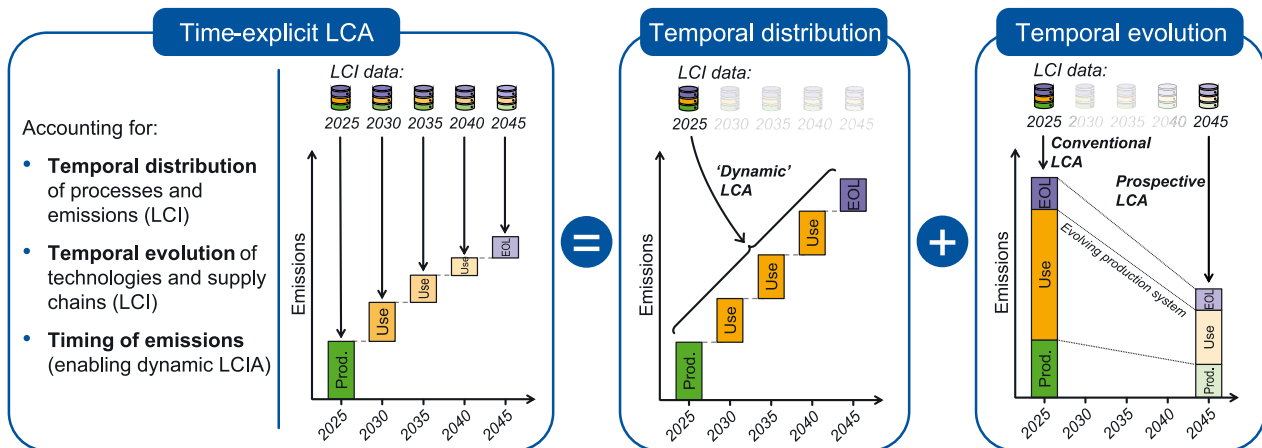 Time-explicit LCA
Accounting for:
• Temporal distribution
of processes and
emissions (LCI)
• Temporal evolution of
technologies and supply
chains (LCI)
• Timing of emissions
(enabling dynamic LCIA)
LCI data:
2025 2030 2035 2040 2045
Emissions
Prod.
Use
Use
Use
EOL
2025 2030 2035 2040 2045
=
Temporal distribution
LCI data:
2025 2030 2035 2040 2045
'Dynamic'
LCA
Emissions
Prod.
Use
Use
Use
EOL
2025 2030 2035 2040 2045
+
Temporal evolution
LCI data:
2025 2030 2035 2040 2045
Conventional
LCA
Prospective
LCA
Emissions
EOL
Use
Prod.
Evolving production system
EOL
Use
Prod.
2025 2030 2035 2040 2045